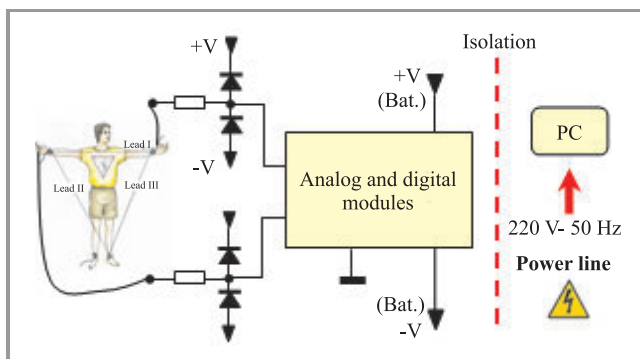 +V
Isolation
+V
(Bat.)
Lead I
-V
Lead II
Lead III
Analog and digital
modules
PC
220 V- 50 Hz
Power line
(Bat.)
-V